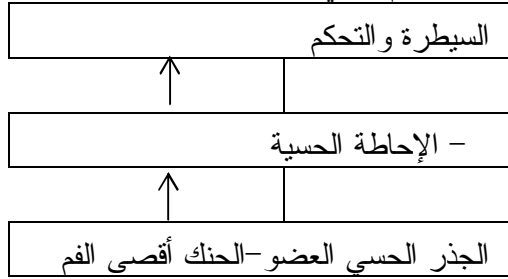 السيطرة والتحكم
- الإحاطة الحسية
الجذر الحسي العضو-الحنك أقصى الفم